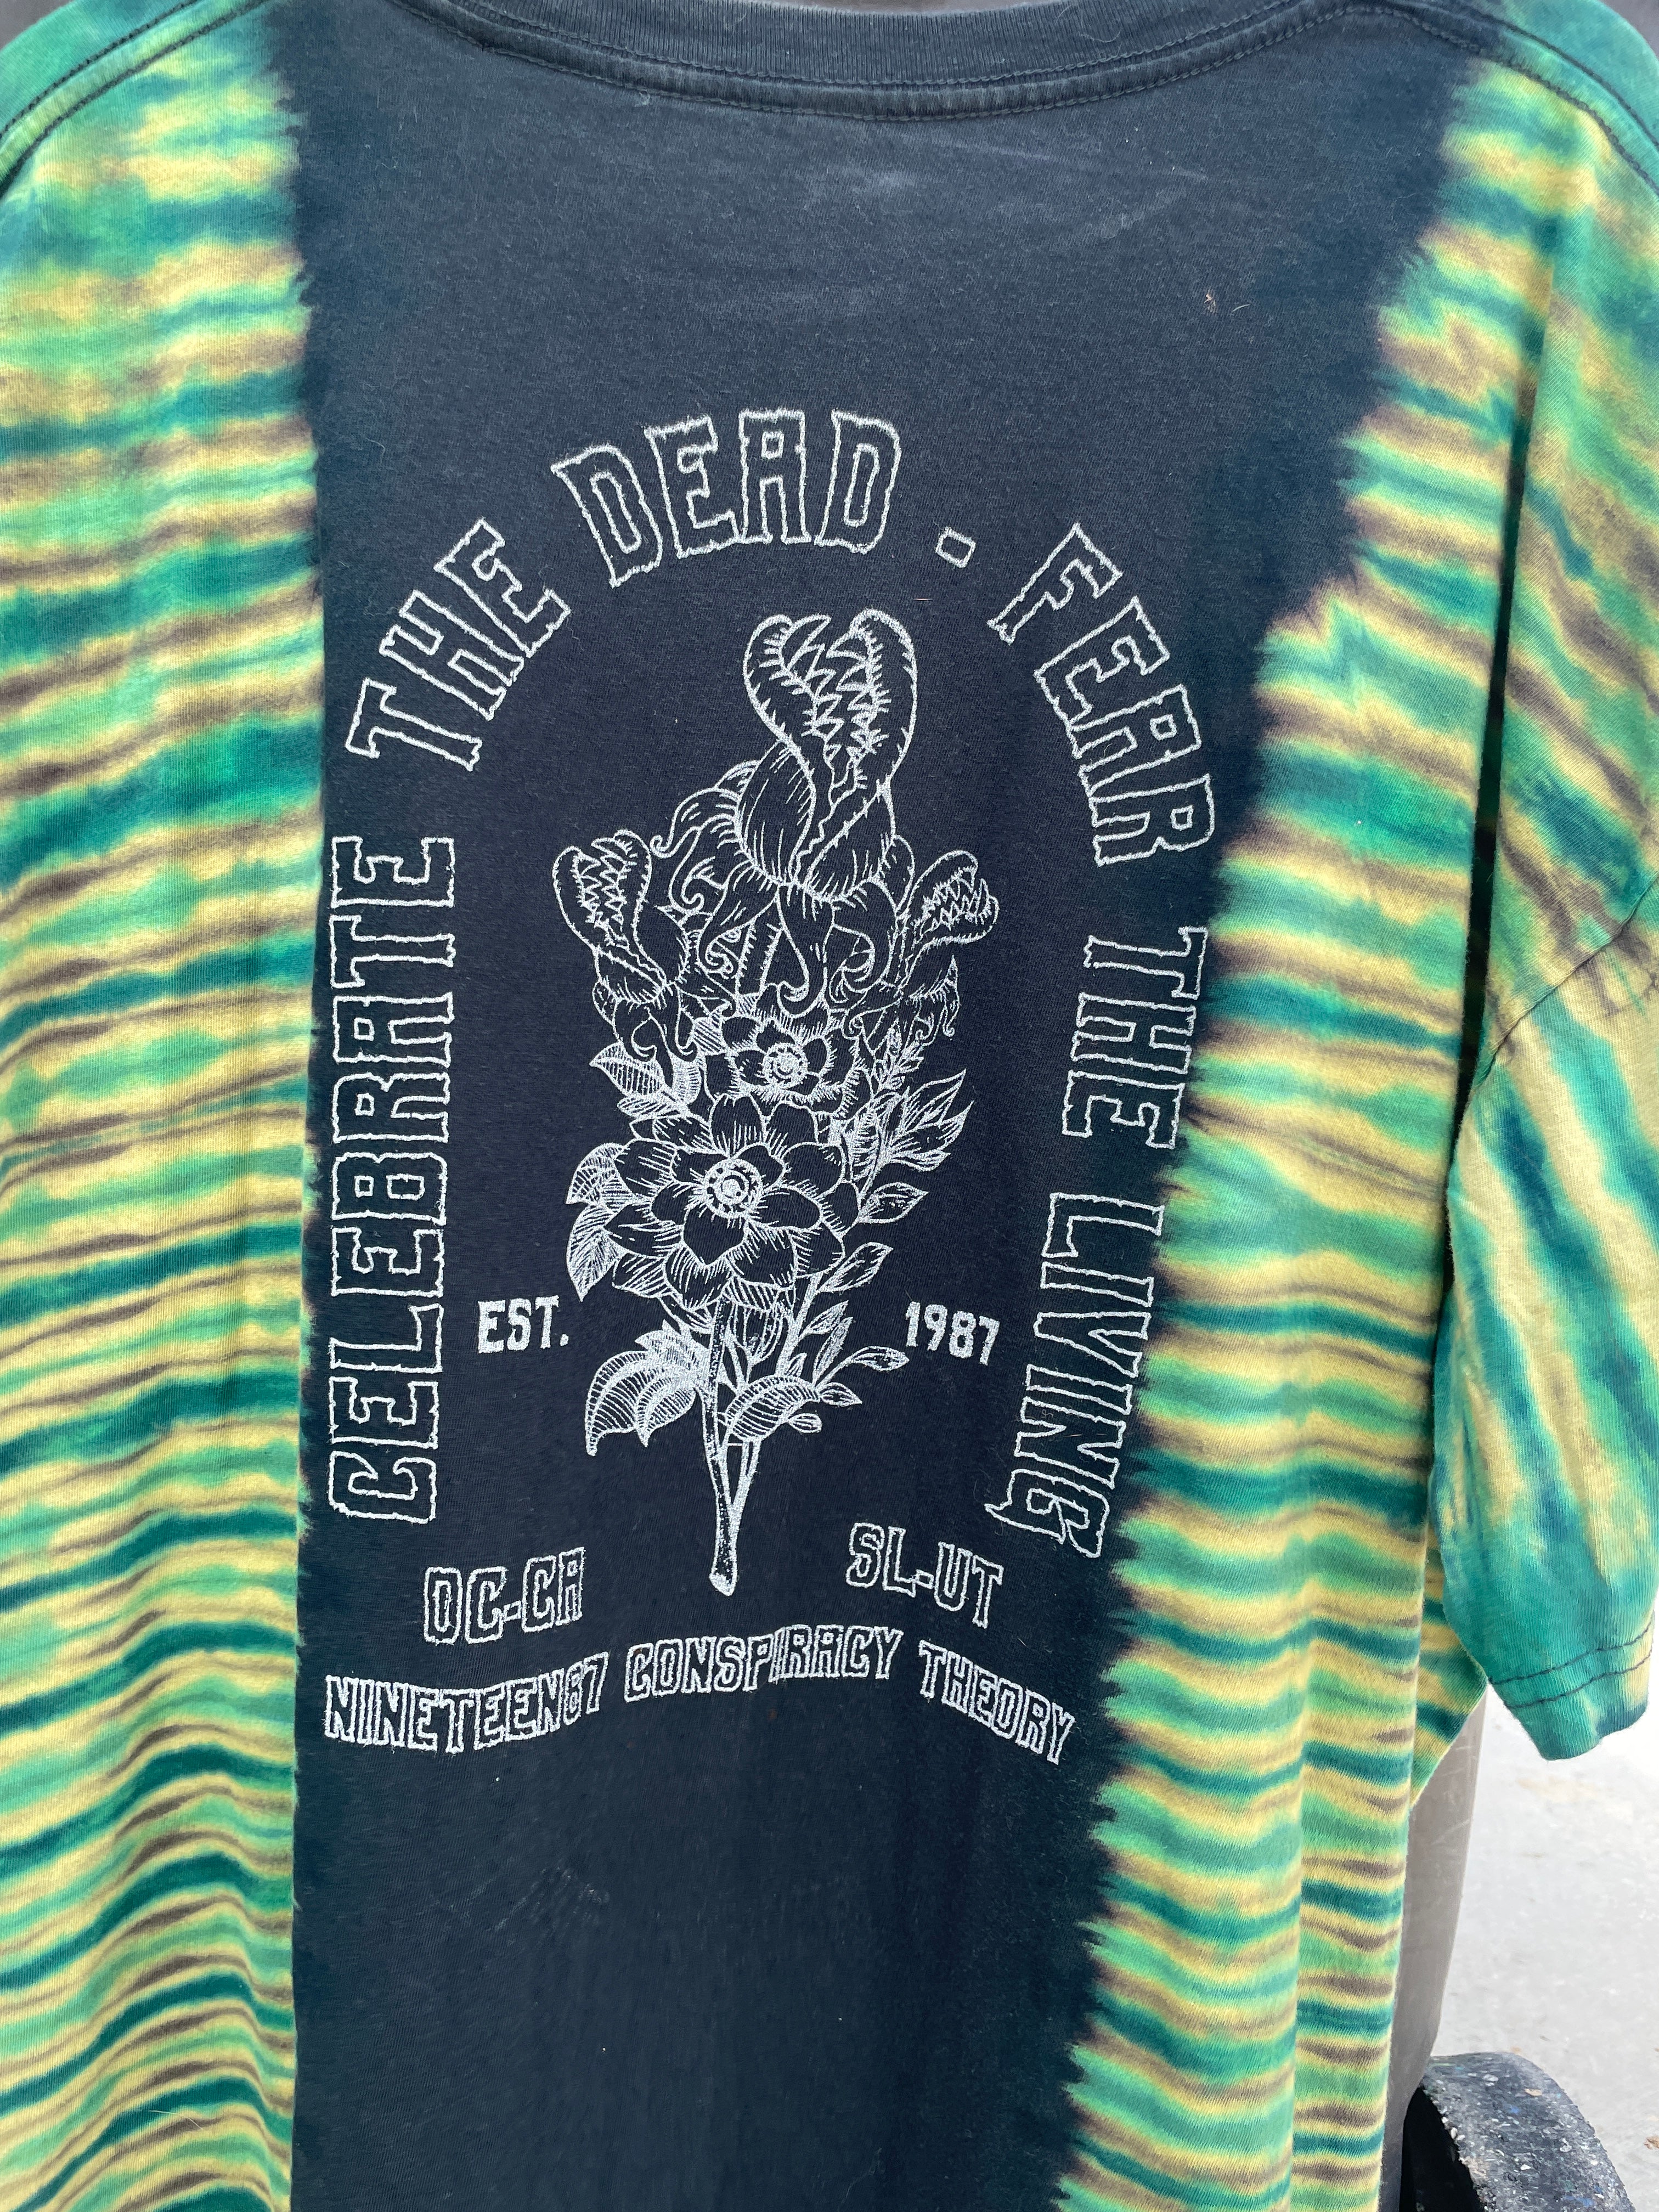 CELEBRATE THE DEAD - FEAR THE LIVING
EST. 1987
OC-CA SL-UT
NINETEEN87 CONSPIRACY THEORY